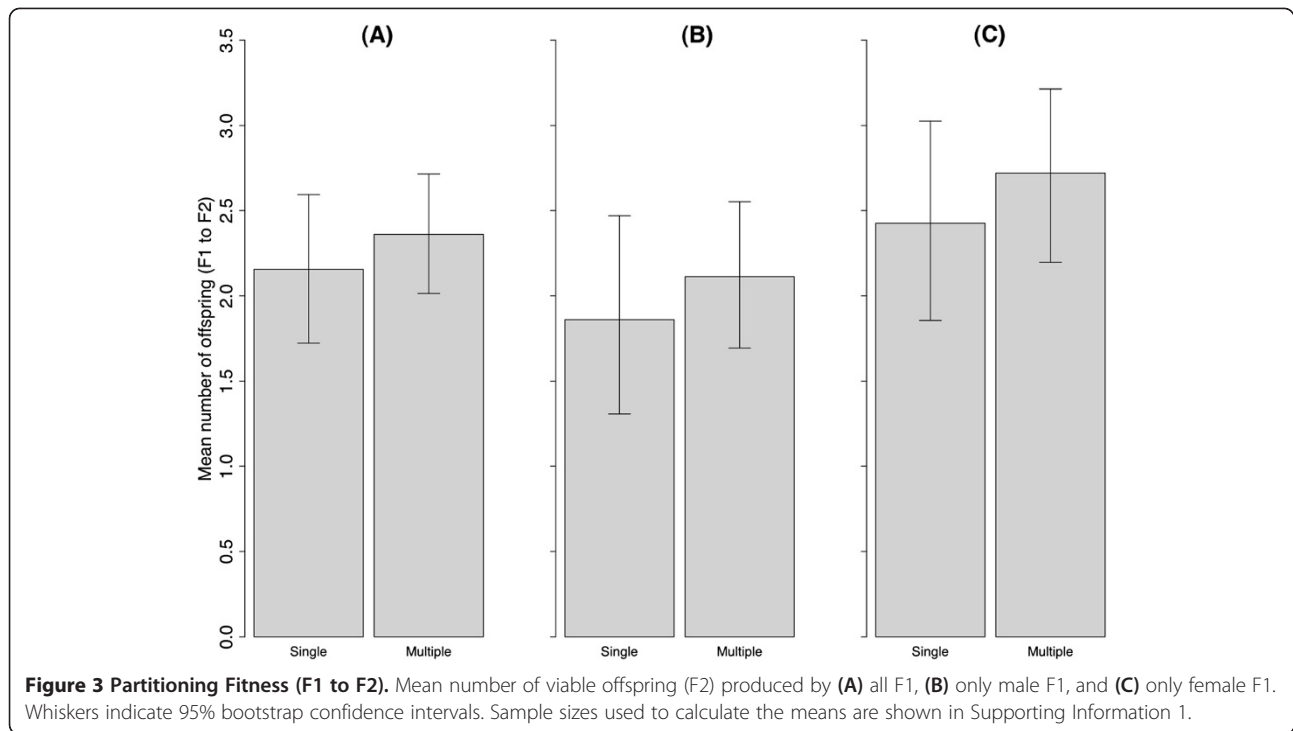 (A) (B) (C)
Mean number of offspring (F1 to F2)
3.5
3.0
2.5
2.0
1.5
1.0
0.5
0.0
Single Multiple Single Multiple Single Multiple
Figure 3 Partitioning Fitness (F1 to F2). Mean number of viable offspring (F2) produced by (A) all F1, (B) only male F1, and (C) only female F1.
Whiskers indicate 95% bootstrap confidence intervals. Sample sizes used to calculate the means are shown in Supporting Information 1.